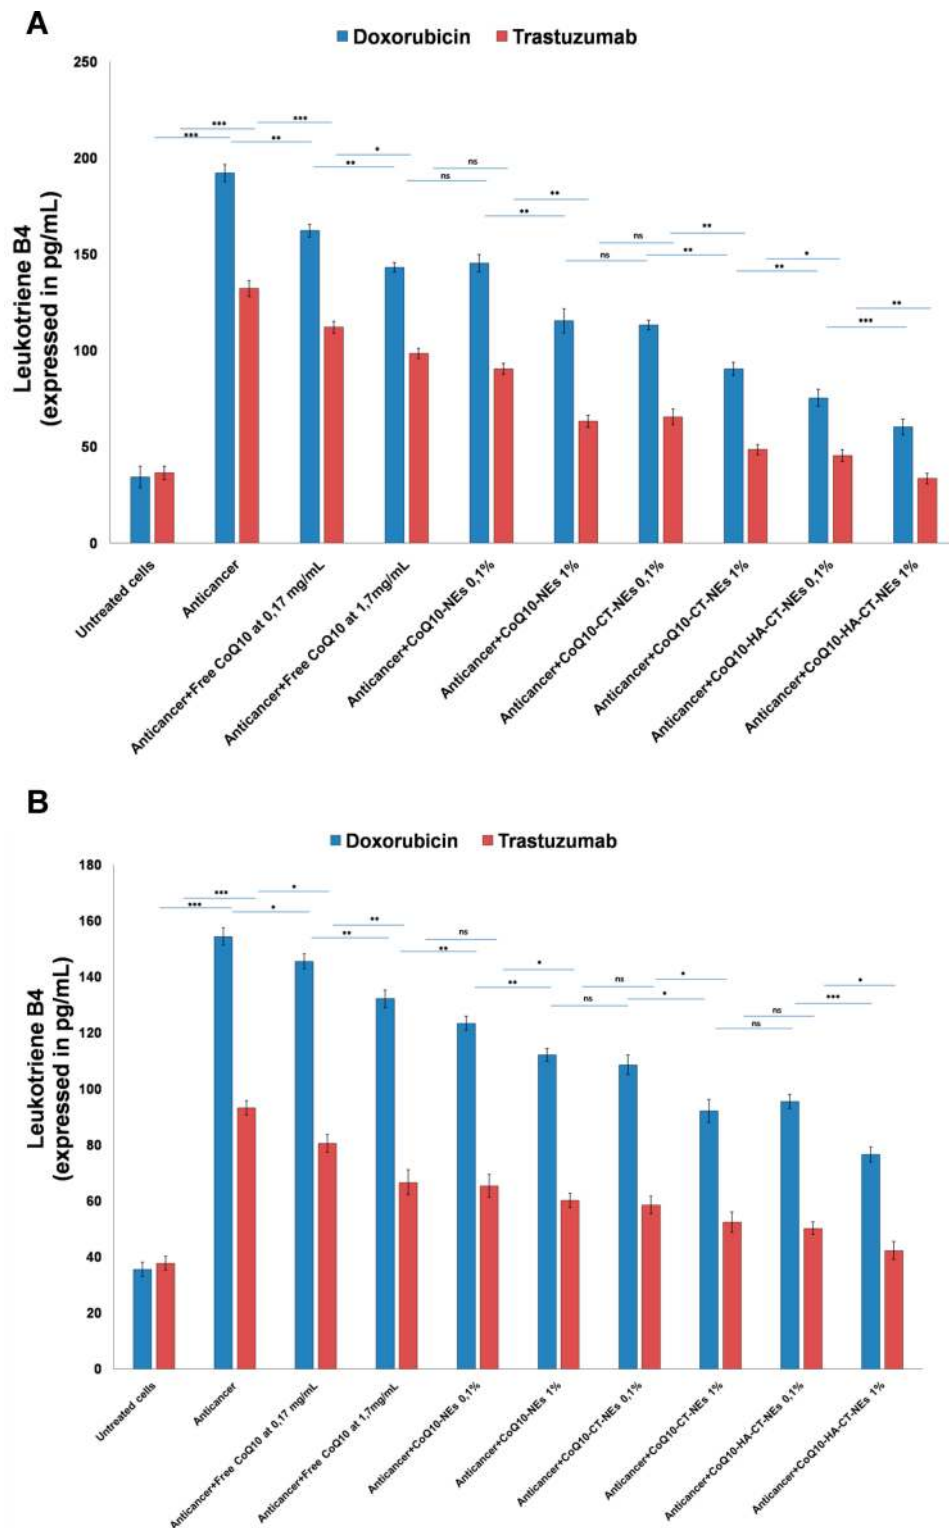 A
Doxorubicin Trastuzumab
Leukotriene B4
(expressed in pg/mL)
250
200
150
100
50
0
*** *** ***
*** **
*
**
ns
ns
**
**
ns
ns
**
**
*
**
**
***
Untreated cells
Anticancer
Anticancer+Free CoQ10 at 0,17 mg/mL
Anticancer+Free CoQ10 at 1,7mg/mL
Anticancer+CoQ10-NEs 0,1%
Anticancer+CoQ10-NEs 1%
Anticancer+CoQ10-CT-NEs 0,1%
Anticancer+CoQ10-CT-NEs 1%
Anticancer+CoQ10-HA-CT-NEs 0,1%
Anticancer+CoQ10-HA-CT-NEs 1%
B
Doxorubicin Trastuzumab
Leukotriene B4
(expressed in pg/mL)
180
160
140
120
100
80
60
40
20
0
*** *
*** *
**
**
ns
**
*
**
ns
ns
*
*
ns
ns
*
***
Untreated cells
Anticancer
Anticancer+Free CoQ10 at 0,17 mg/mL
Anticancer+Free CoQ10 at 1,7mg/mL
Anticancer+CoQ10-NEs 0,1%
Anticancer+CoQ10-NEs 1%
Anticancer+CoQ10-CT-NEs 0,1%
Anticancer+CoQ10-CT-NEs 1%
Anticancer+CoQ10-HA-CT-NEs 0,1%
Anticancer+CoQ10-HA-CT-NEs 1%